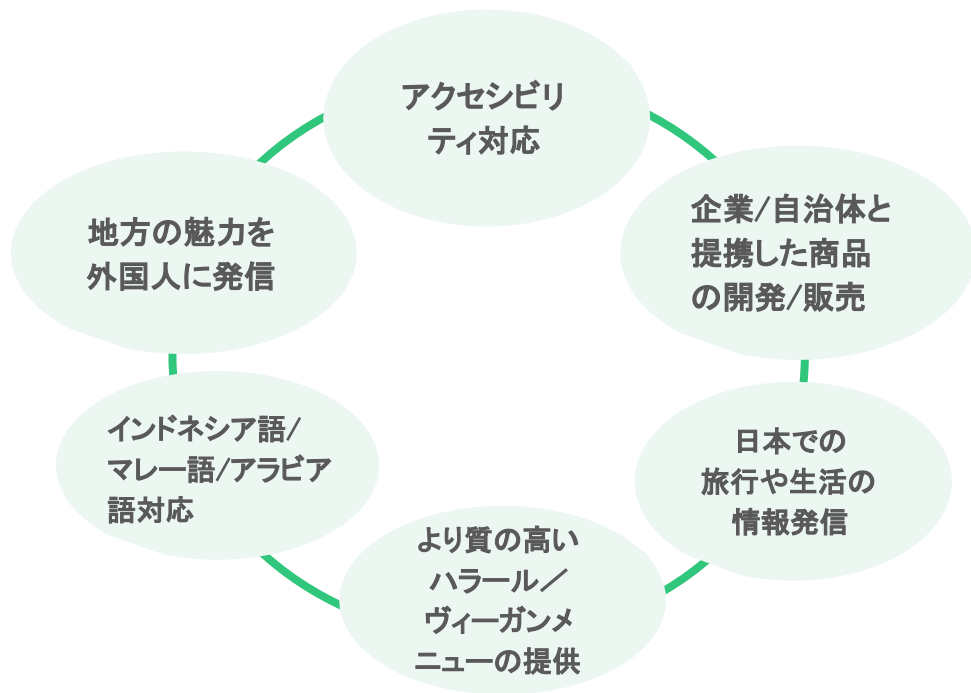 アクセシビリ
ティ対応
企業/自治体と
提携した商品
の開発/販売
日本での
旅行や生活の
情報発信
より質の高い
ハラール／
ヴィーガンメ
ニューの提供
インドネシア語/
マレー語/アラビア
語対応
地方の魅力を
外国人に発信